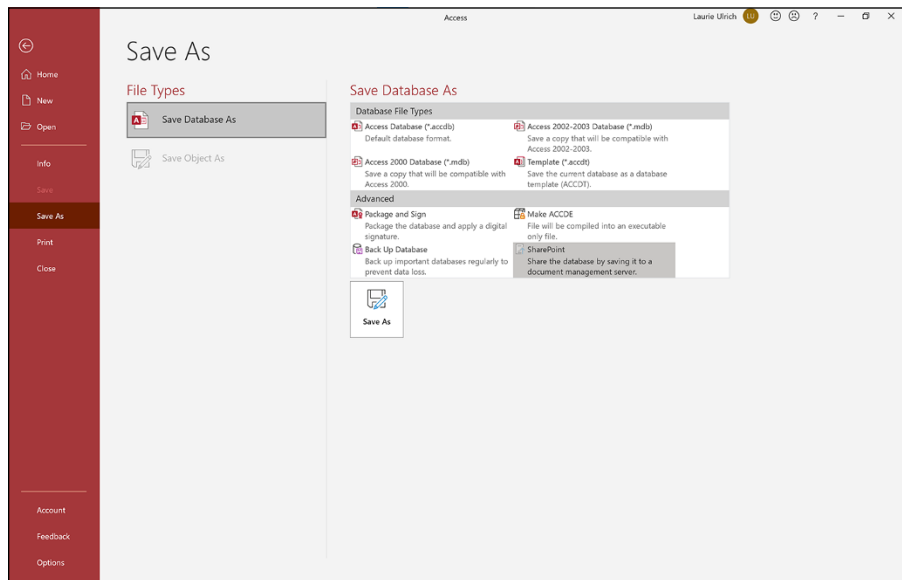 Access
Laurie Ulrich LU ? – ×
Save As
Home
New
Open
Info
Save
Save As
Print
Close
Account
Feedback
Options
File Types
Save Database As
Save Object As
Save Database As
Database File Types
Access Database (*.accdb)
Default database format.
Access 2002-2003 Database (*.mdb)
Save a copy that will be compatible with
Access 2002-2003.
Access 2000 Database (*.mdb)
Save a copy that will be compatible with
Access 2000.
Template (*.accdt)
Save the current database as a database
template (ACCDT).
Advanced
Package and Sign
Package the database and apply a digital
signature.
Make ACCDE
File will be compiled into an executable
only file.
Back Up Database
Back up important databases regularly to
prevent data loss.
SharePoint
Share the database by saving it to a
document management server.
Save As